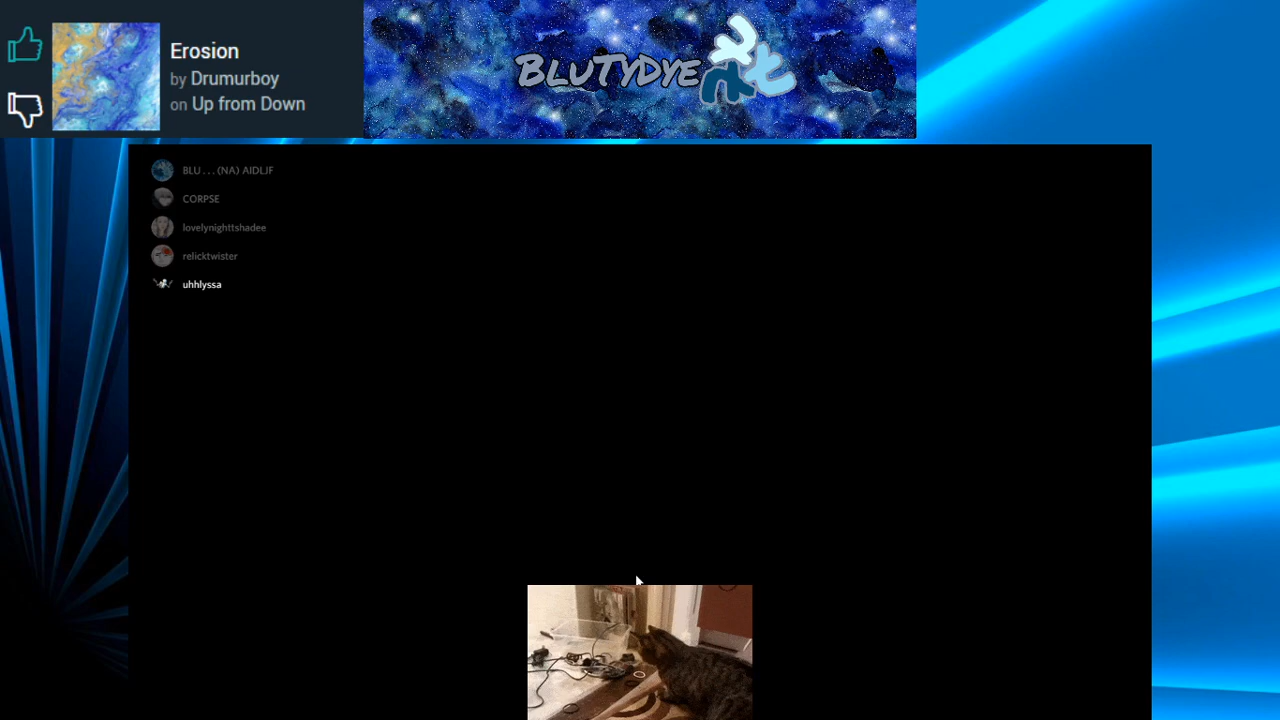 Erosion
by Drumurboy
on Up from Down
BLUTYDYE
BLU...(NA) AIDLJF
CORPSE
lovelynighttshadee
relicktwister
uhhlyssa